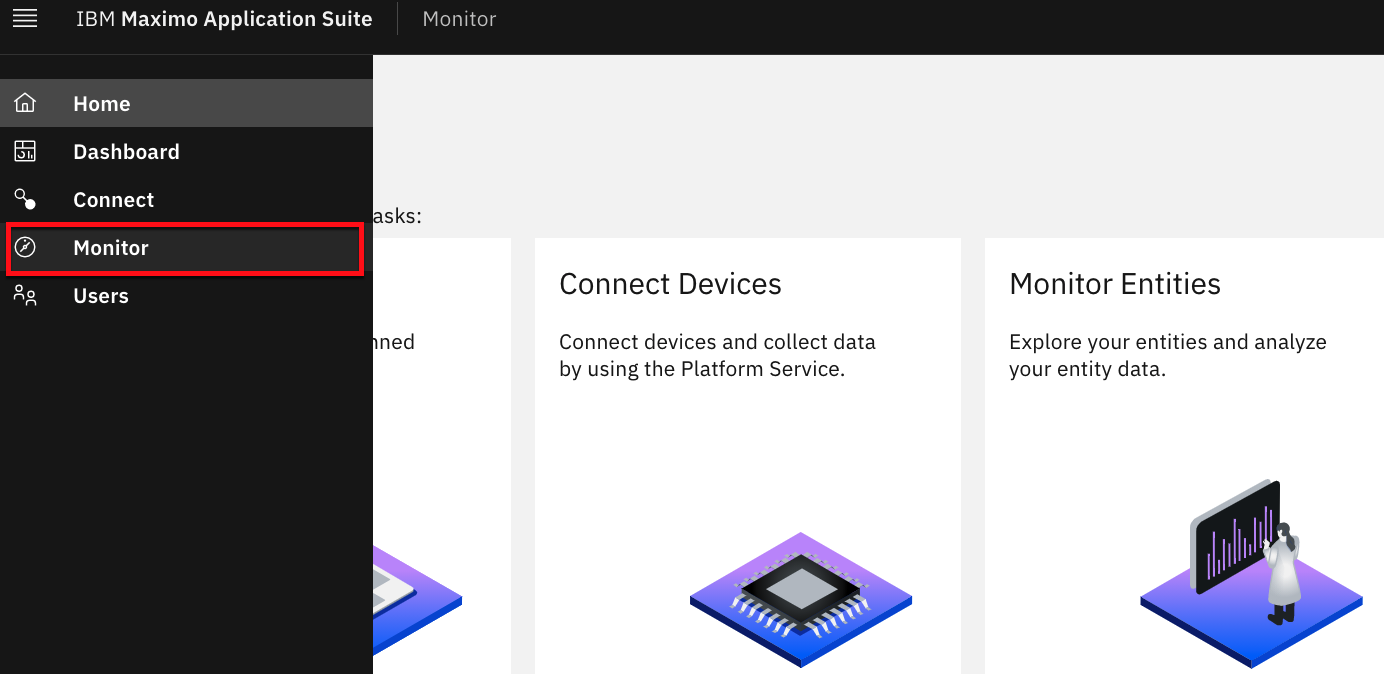 IBM Maximo Application Suite Monitor
Home
Dashboard
Connect
Monitor
Users
asks:
nned
Connect Devices
Connect devices and collect data
by using the Platform Service.
Monitor Entities
Explore your entities and analyze
your entity data.